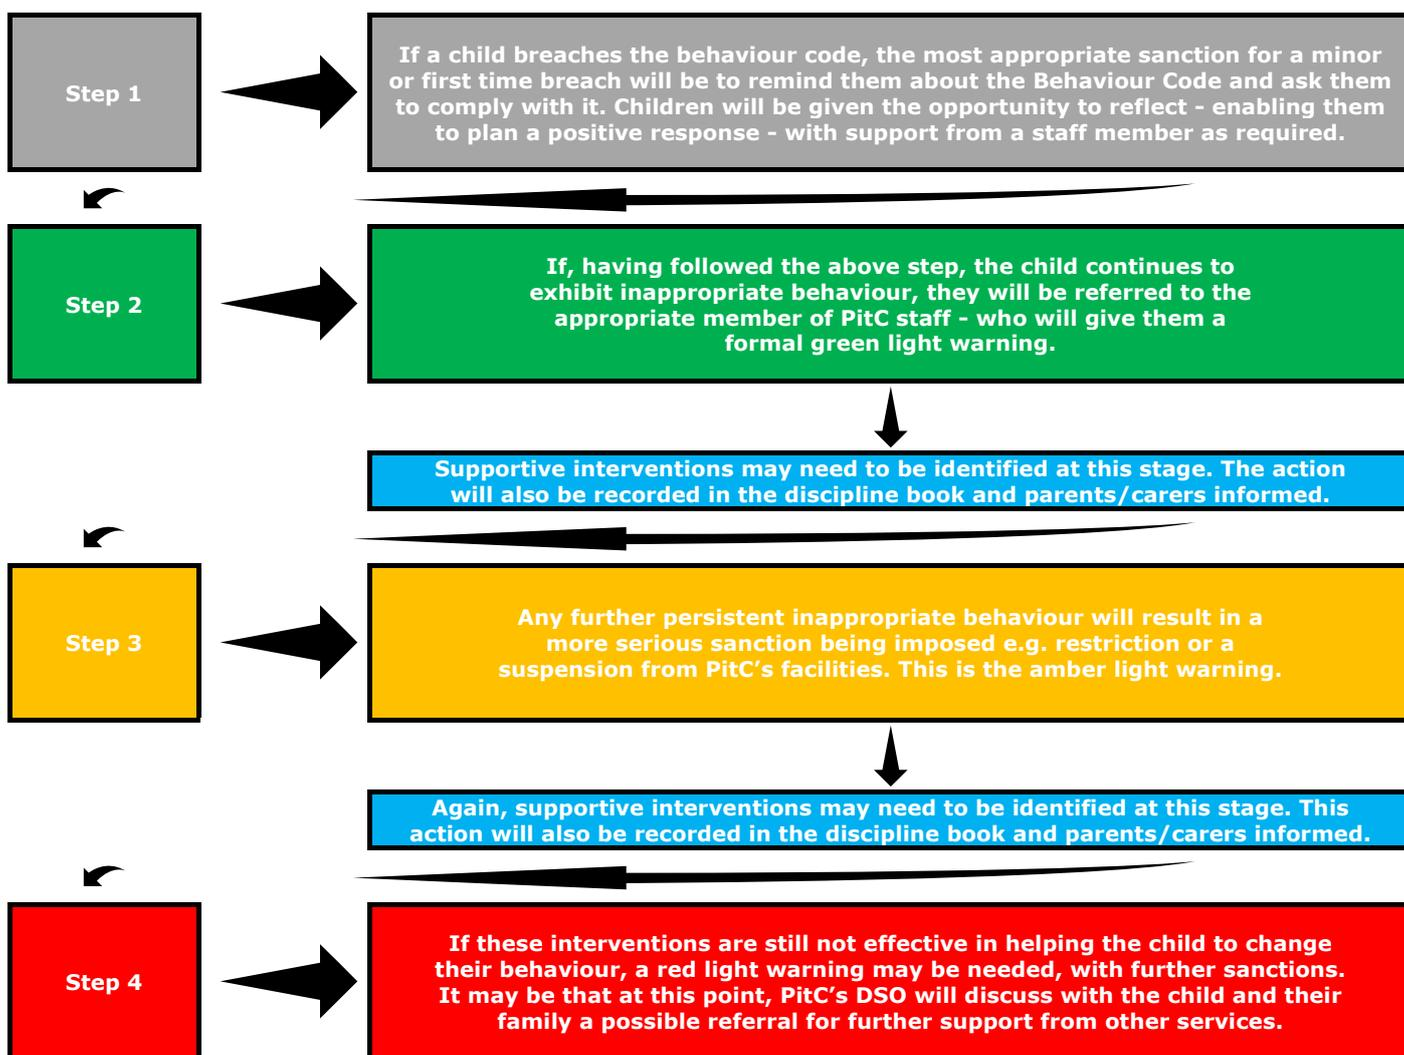 Step 1
If a child breaches the behaviour code, the most appropriate sanction for a minor
or first time breach will be to remind them about the Behaviour Code and ask them
to comply with it. Children will be given the opportunity to reflect - enabling them
to plan a positive response - with support from a staff member as required.
Step 2
If, having followed the above step, the child continues to
exhibit inappropriate behaviour, they will be referred to the
appropriate member of PitC staff - who will give them a
formal green light warning.
Supportive interventions may need to be identified at this stage. The action
will also be recorded in the discipline book and parents/carers informed.
Step 3
Any further persistent inappropriate behaviour will result in a
more serious sanction being imposed e.g. restriction or a
suspension from PitC’s facilities. This is the amber light warning.
Again, supportive interventions may need to be identified at this stage. This
action will also be recorded in the discipline book and parents/carers informed.
Step 4
If these interventions are still not effective in helping the child to change
their behaviour, a red light warning may be needed, with further sanctions.
It may be that at this point, PitC’s DSO will discuss with the child and their
family a possible referral for further support from other services.